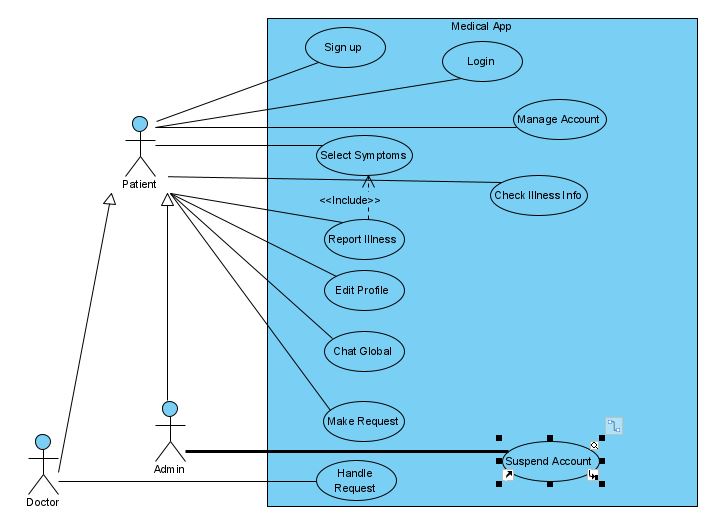 Medical App
Sign up
Login
Manage Account
Select Symptoms
Patient
Check Illness Info
<<Include>>
Report Illness
Edit Profile
Chat Global
Make Request
Admin
Suspend Account
Handle
Request
Doctor